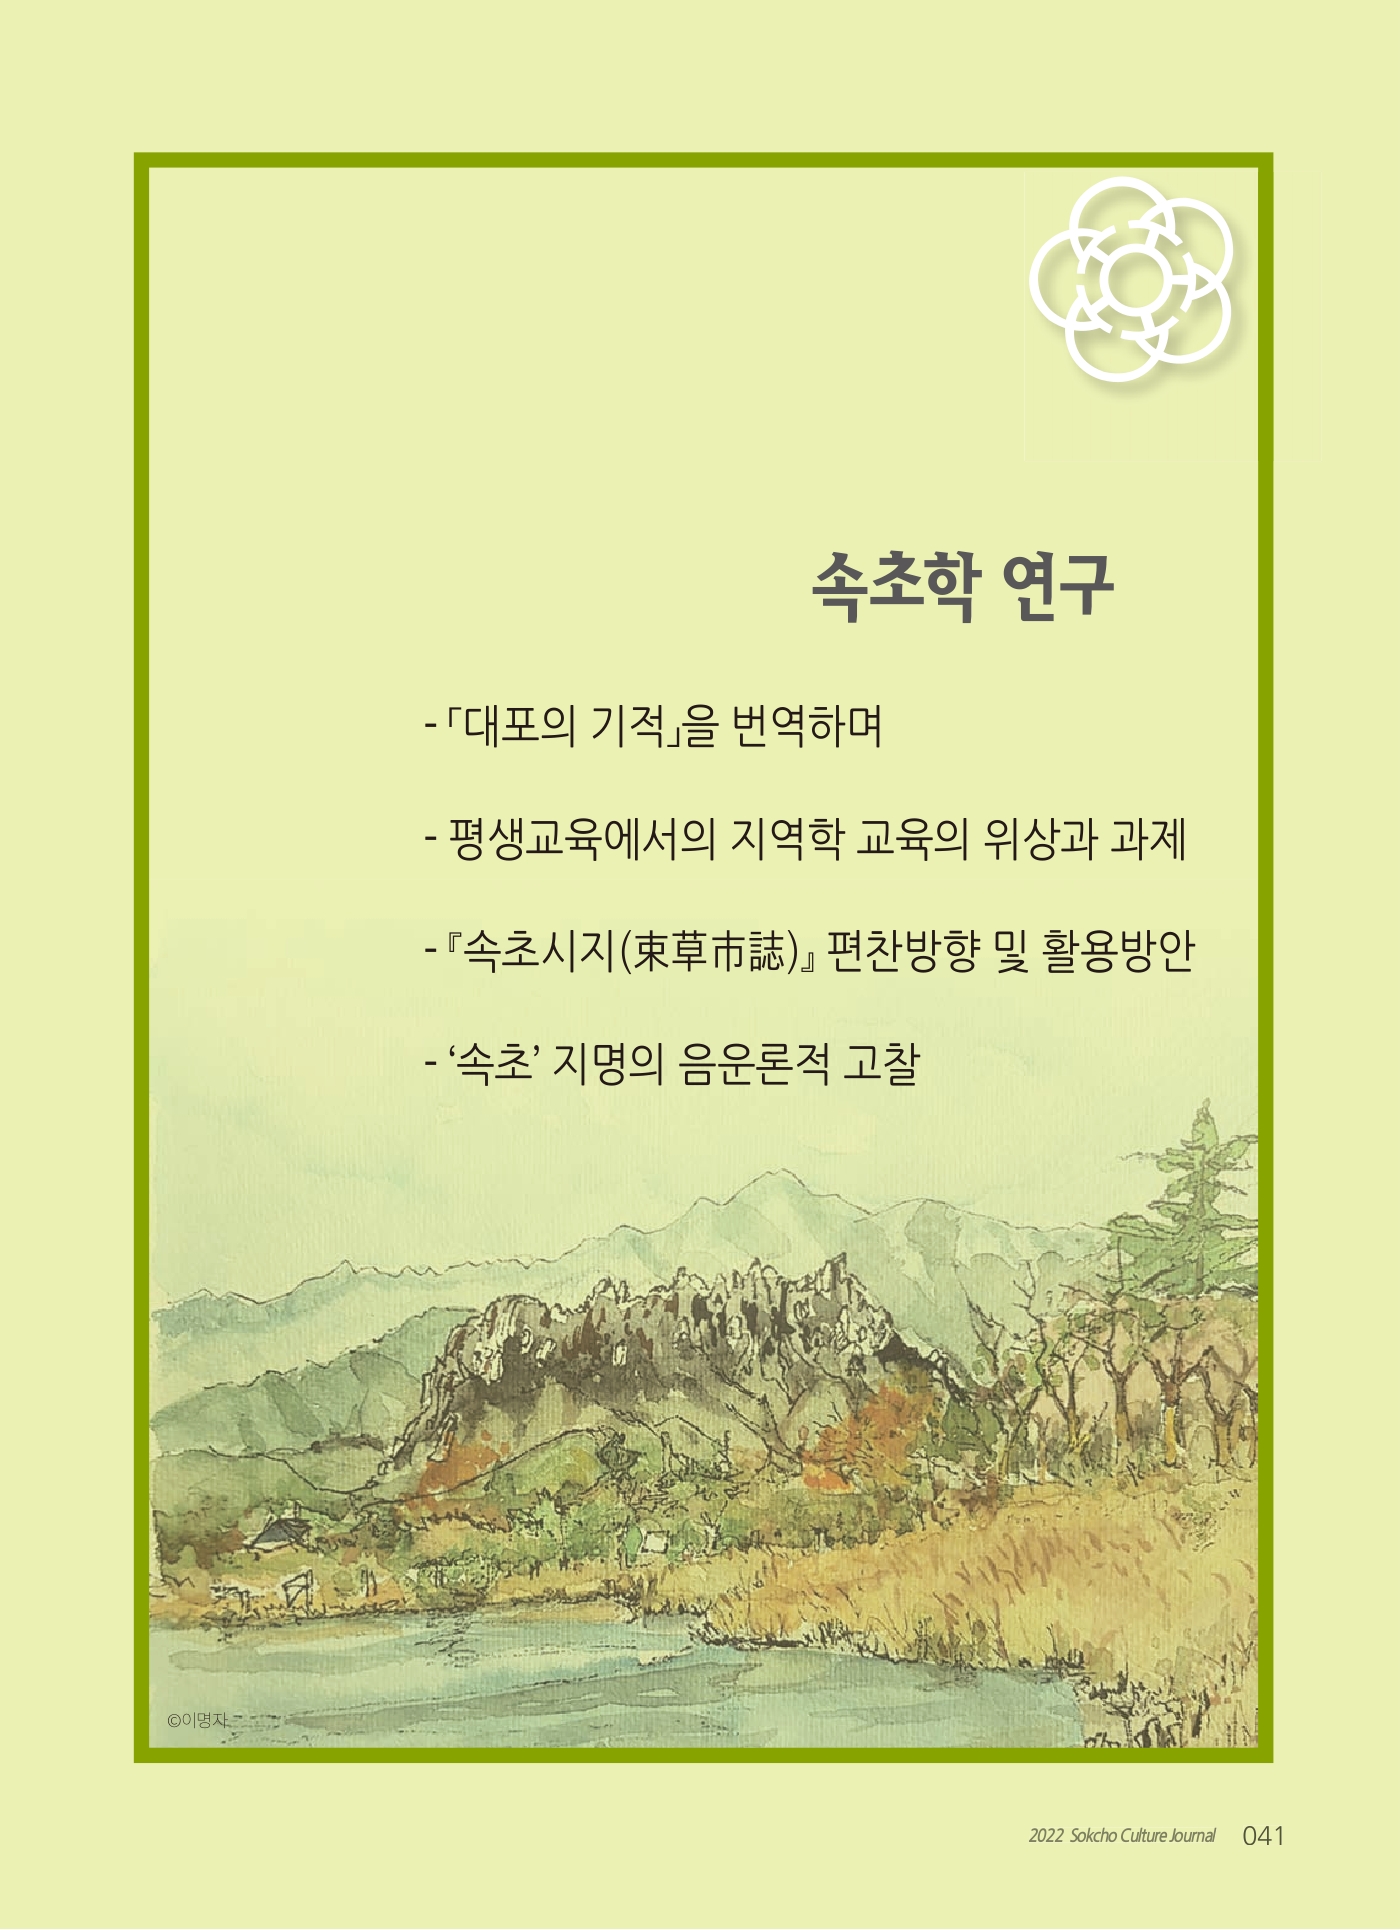 속초학 연구
- 「대포의 기적」을 번역하며
- 평생교육에서의 지역학 교육의 위상과 과제
- 『속초시지(束草市誌)』 편찬방향 및 활용방안
- ‘속초’ 지명의 음운론적 고찰
©이명자
2022 Sokcho Culture Journal 041